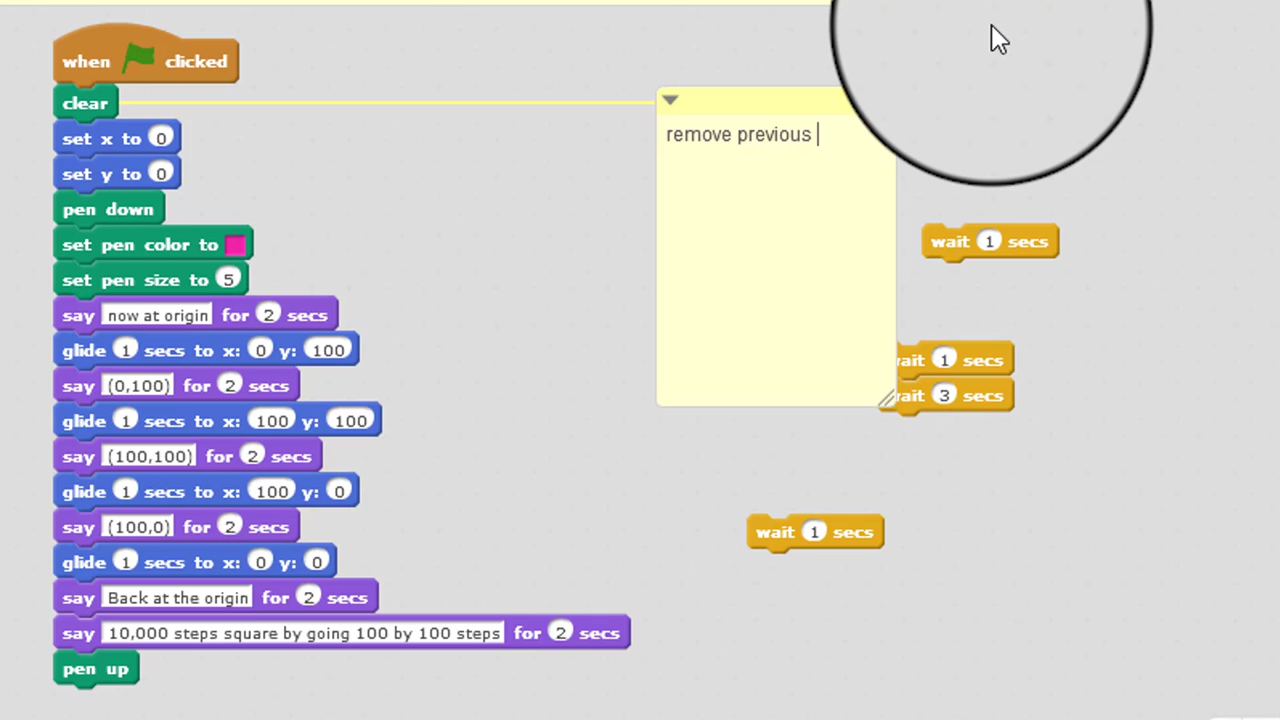 when clicked
clear
set x to 0
set y to 0
pen down
set pen color to
set pen size to 5
say now at origin for 2 secs
glide 1 secs to x: 0 y: 100
say (0,100) for 2 secs
glide 1 secs to x: 100 y: 100
say (100,100) for 2 secs
glide 1 secs to x: 100 y: 0
say (100,0) for 2 secs
glide 1 secs to x: 0 y: 0
say Back at the origin for 2 secs
say 10,000 steps square by going 100 by 100 steps for 2 secs
pen up
remove previous
wait 1 secs
ait 1 secs
ait 3 secs
wait 1 secs